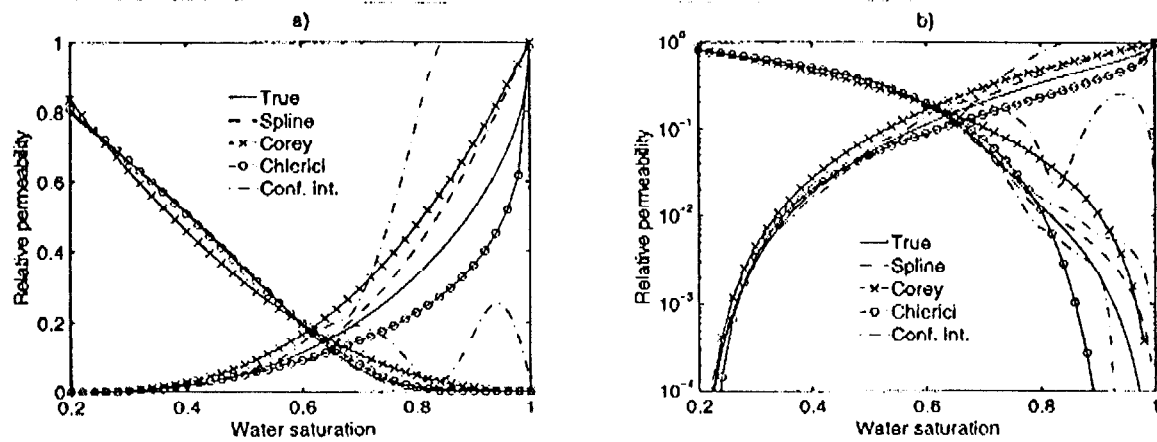 a)
Relative permeability
1
0.8
0.6
0.4
0.2
0
True
Spline
Corey
Chierici
Conf. int.
0.2 0.4 0.6 0.8 1
Water saturation
b)
Relative permeability
10^0
10^-1
10^-2
10^-3
10^-4
True
Spline
Corey
Chierici
Conf. int.
0.2 0.4 0.6 0.8 1
Water saturation